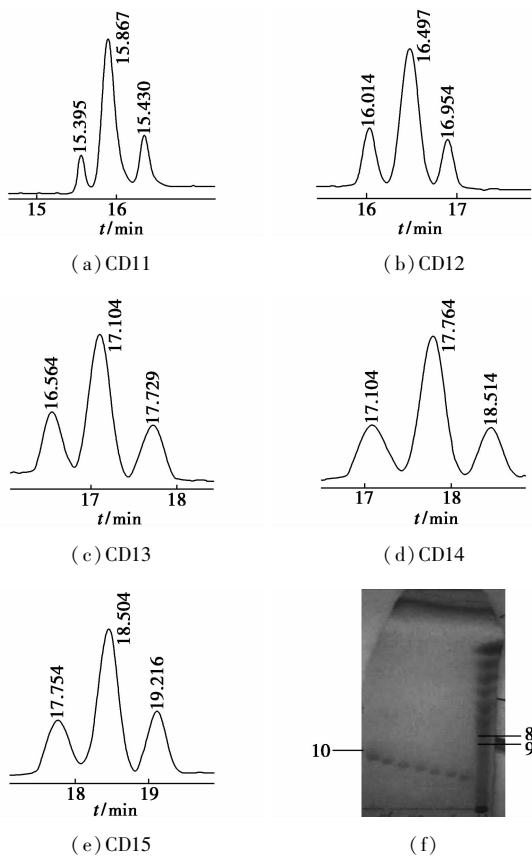 15.395
15.867
15.430
15 16
t/min
(a)CD11
16.014
16.497
16.954
16 17
t/min
(b)CD12
16.564
17.104
17.729
17 18
t/min
(c)CD13
17.104
17.764
18.514
17 18
t/min
(d)CD14
17.754
18.504
19.216
18 19
t/min
(e)CD15
10
8
9
(f)